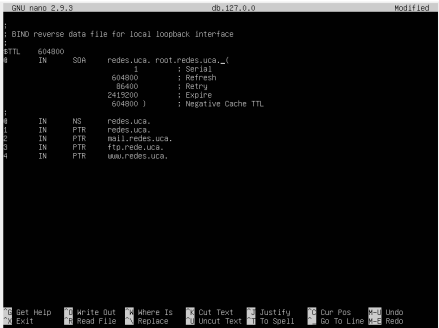 GNU nano 2.9.3 db.127.0.0 Modified
;
; BIND reverse data file for local loopback interface
;
$TTL 604800
@ IN SOA redes.uca. root.redes.uca. (
1 ; Serial
604800 ; Refresh
86400 ; Retry
2419200 ; Expire
604800 ) ; Negative Cache TTL
;
@ IN NS redes.uca.
1 IN PTR redes.uca.
2 IN PTR mail.redes.uca.
3 IN PTR ftp.rede.uca.
4 IN PTR www.redes.uca.
^G Get Help ^O Write Out ^W Where Is ^K Cut Text ^J Justify ^C Cur Pos M-U Undo
^X Exit ^R Read File ^\ Replace ^U Uncut Text ^T To Spell ^_ Go To Line M-E Redo